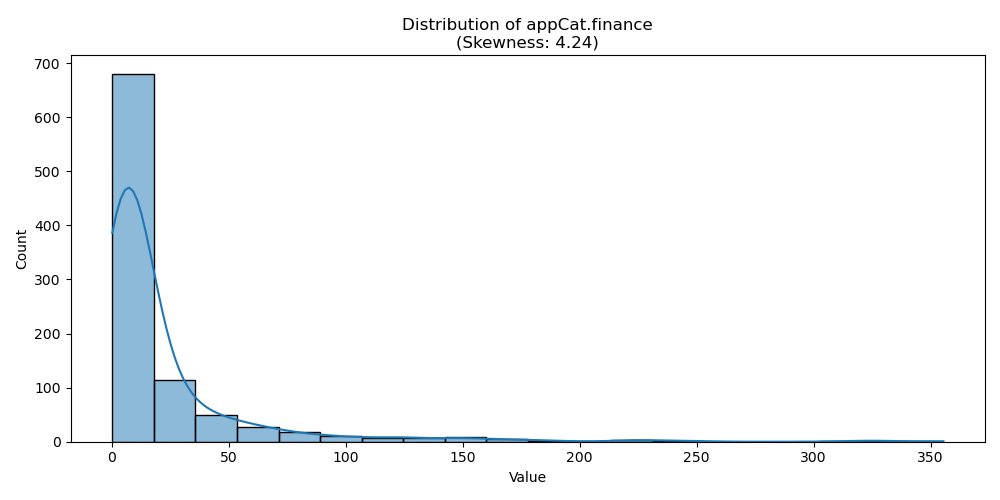 Distribution of appCat.finance
(Skewness: 4.24)
700
600
500
400
300
200
100
0
Count
0 50 100 150 200 250 300 350
Value